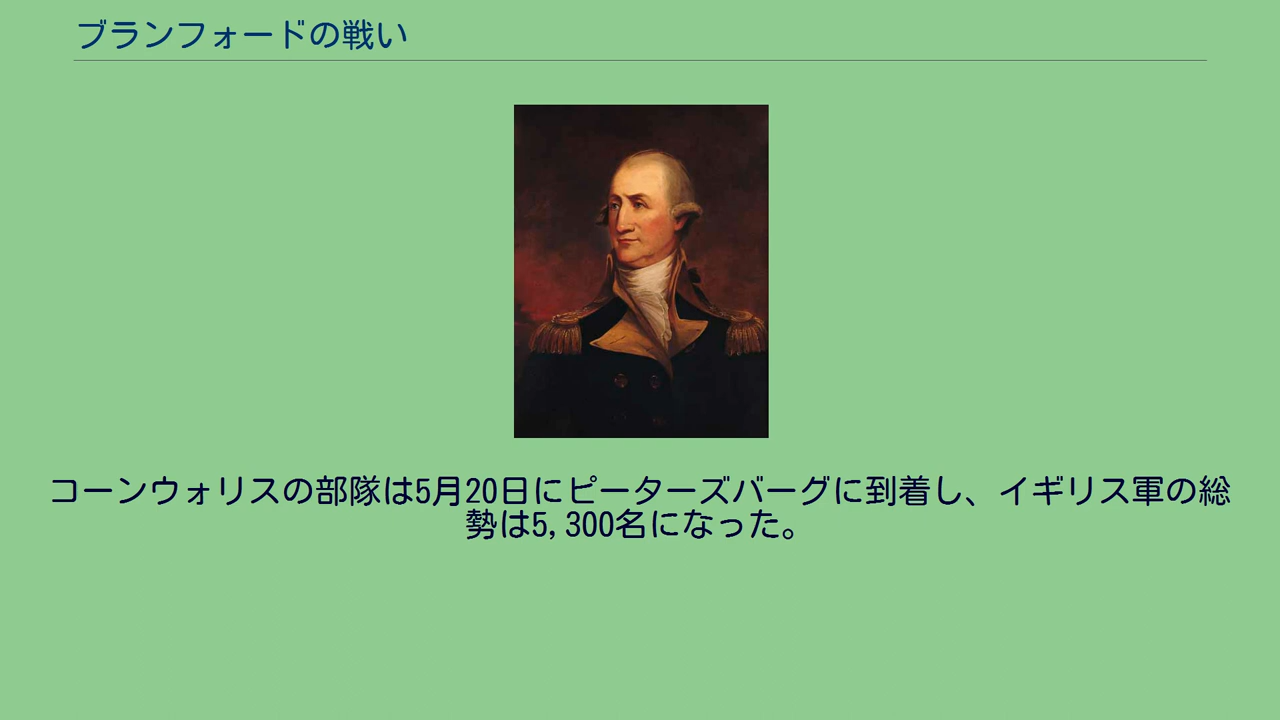 ブランフォードの戦い
コーンウォリスの部隊は5月20日にピーターズバーグに到着し、イギリス軍の総
勢は5,300名になった。